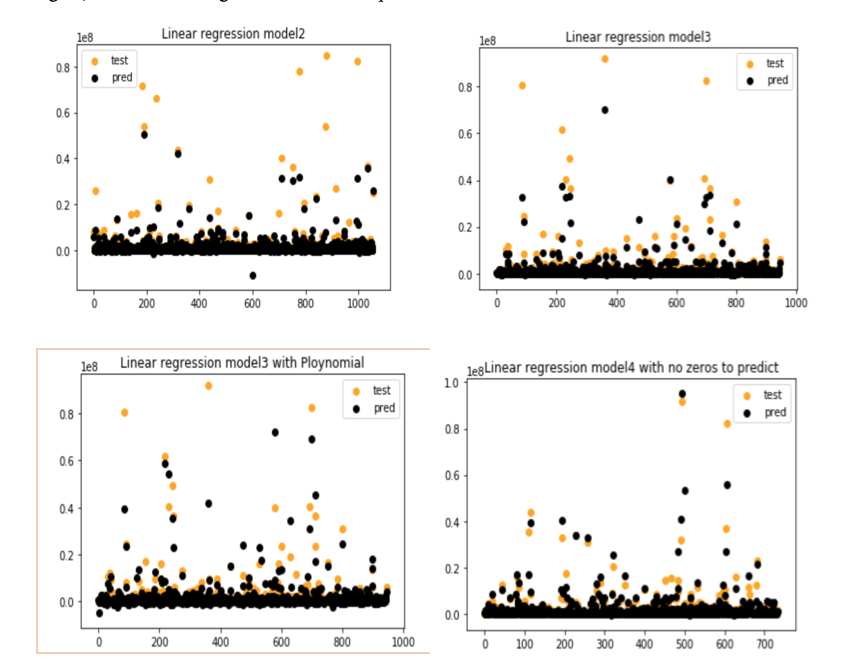 Linear regression model2
1e8
test
pred
0.8
0.6
0.4
0.2
0.0
0 200 400 600 800 1000
Linear regression model3
1e8
test
pred
0.8
0.6
0.4
0.2
0.0
0 200 400 600 800 1000
Linear regression model3 with Ploynomial
1e8
test
pred
0.8
0.6
0.4
0.2
0.0
0 200 400 600 800 1000
1e8Linear regression model4 with no zeros to predict
1.0
test
pred
0.8
0.6
0.4
0.2
0.0
0 100 200 300 400 500 600 700